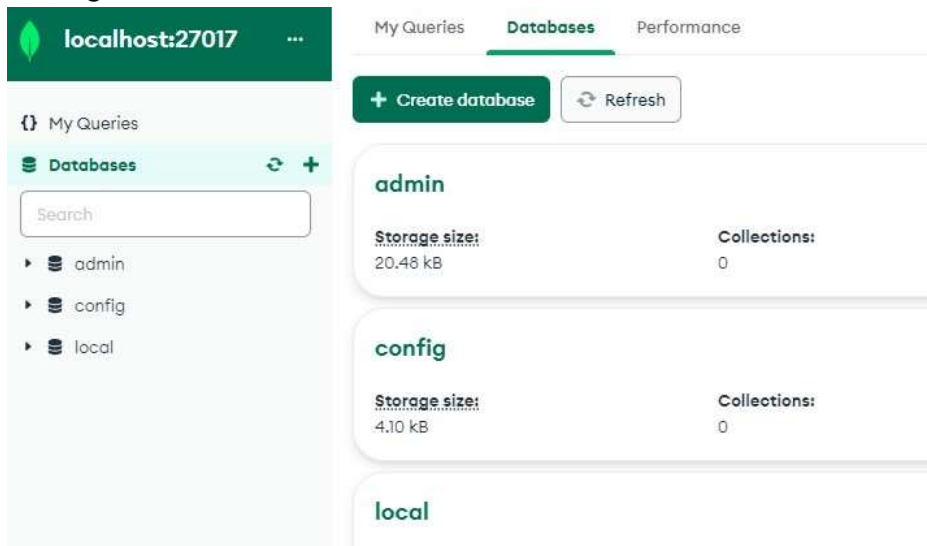 localhost:27017 ...
{} My Queries
Databases
Search
admin
config
local
My Queries Databases Performance
+ Create database Refresh
admin
Storage size: Collections:
20.48 kB 0
config
Storage size: Collections:
4.10 kB 0
local